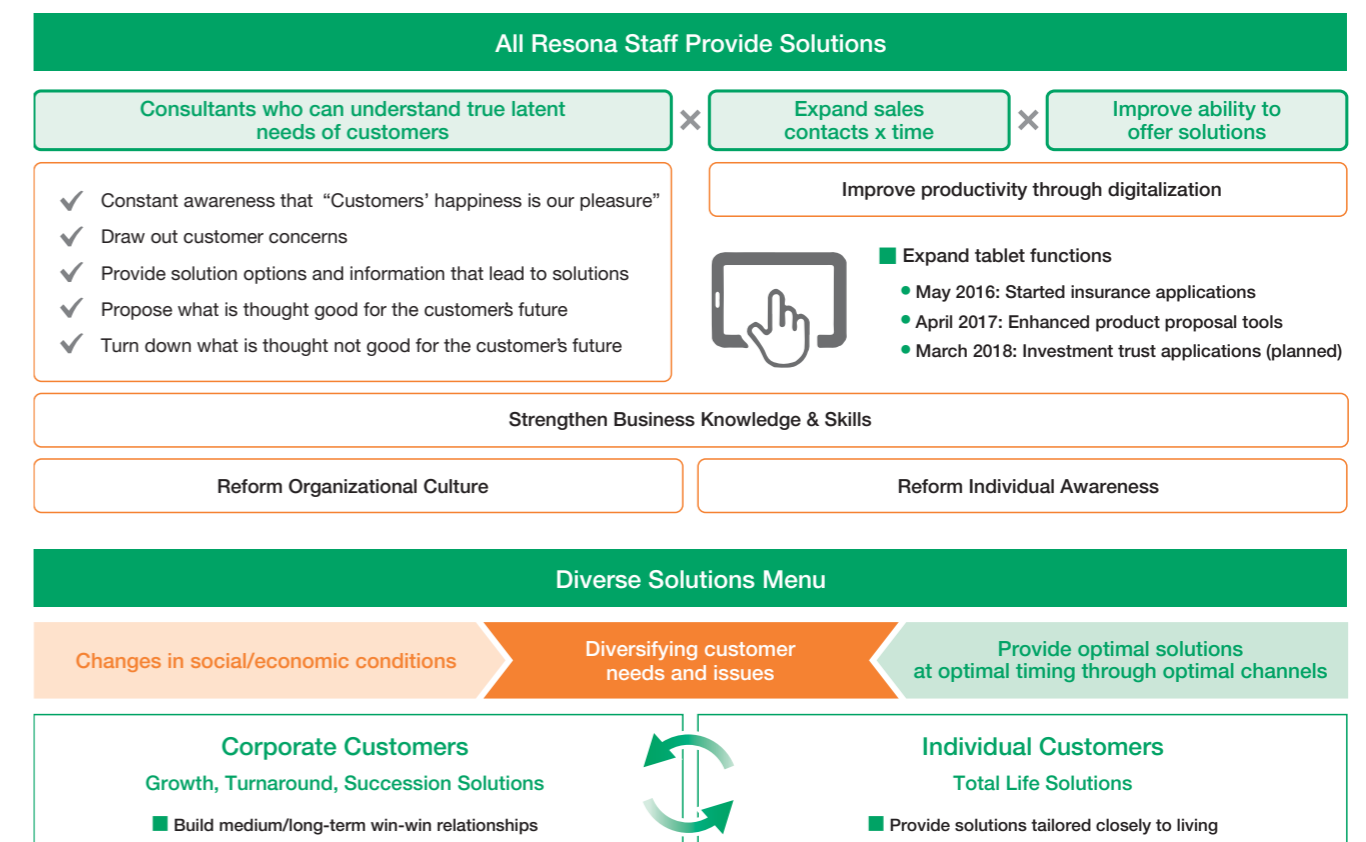 All Resona Staff Provide Solutions
Consultants who can understand true latent
needs of customers
×
Expand sales
contacts x time
×
Improve ability to
offer solutions
Constant awareness that “Customers’ happiness is our pleasure”
Draw out customer concerns
Provide solution options and information that lead to solutions
Propose what is thought good for the customer’s future
Turn down what is thought not good for the customer’s future
Improve productivity through digitalization
Expand tablet functions
• May 2016: Started insurance applications
• April 2017: Enhanced product proposal tools
• March 2018: Investment trust applications (planned)
Strengthen Business Knowledge & Skills
Reform Organizational Culture
Reform Individual Awareness
Diverse Solutions Menu
Changes in social/economic conditions
Diversifying customer
needs and issues
Provide optimal solutions
at optimal timing through optimal channels
Corporate Customers
Growth, Turnaround, Succession Solutions
■ Build medium/long-term win-win relationships
Individual Customers
Total Life Solutions
■ Provide solutions tailored closely to living